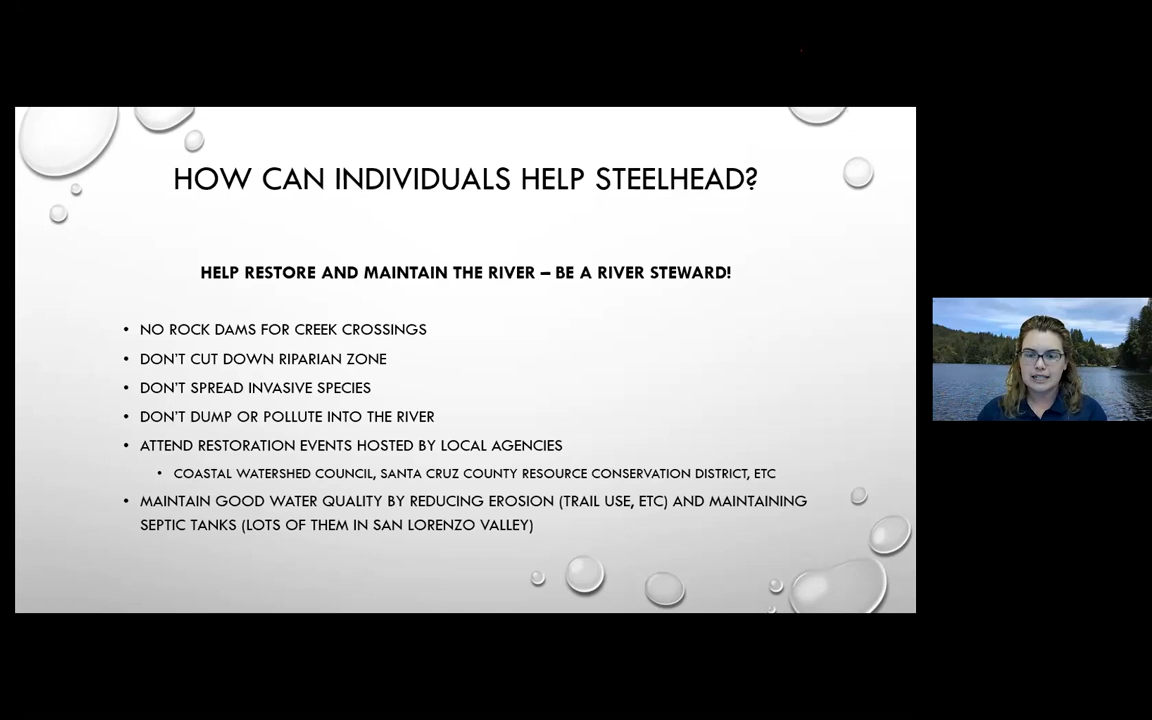 HOW CAN INDIVIDUALS HELP STEELHEAD?
HELP RESTORE AND MAINTAIN THE RIVER – BE A RIVER STEWARD!
• NO ROCK DAMS FOR CREEK CROSSINGS
• DON'T CUT DOWN RIPARIAN ZONE
• DON'T SPREAD INVASIVE SPECIES
• DON'T DUMP OR POLLUTE INTO THE RIVER
• ATTEND RESTORATION EVENTS HOSTED BY LOCAL AGENCIES
• COASTAL WATERSHED COUNCIL, SANTA CRUZ COUNTY RESOURCE CONSERVATION DISTRICT, ETC
• MAINTAIN GOOD WATER QUALITY BY REDUCING EROSION (TRAIL USE, ETC) AND MAINTAINING
SEPTIC TANKS (LOTS OF THEM IN SAN LORENZO VALLEY)